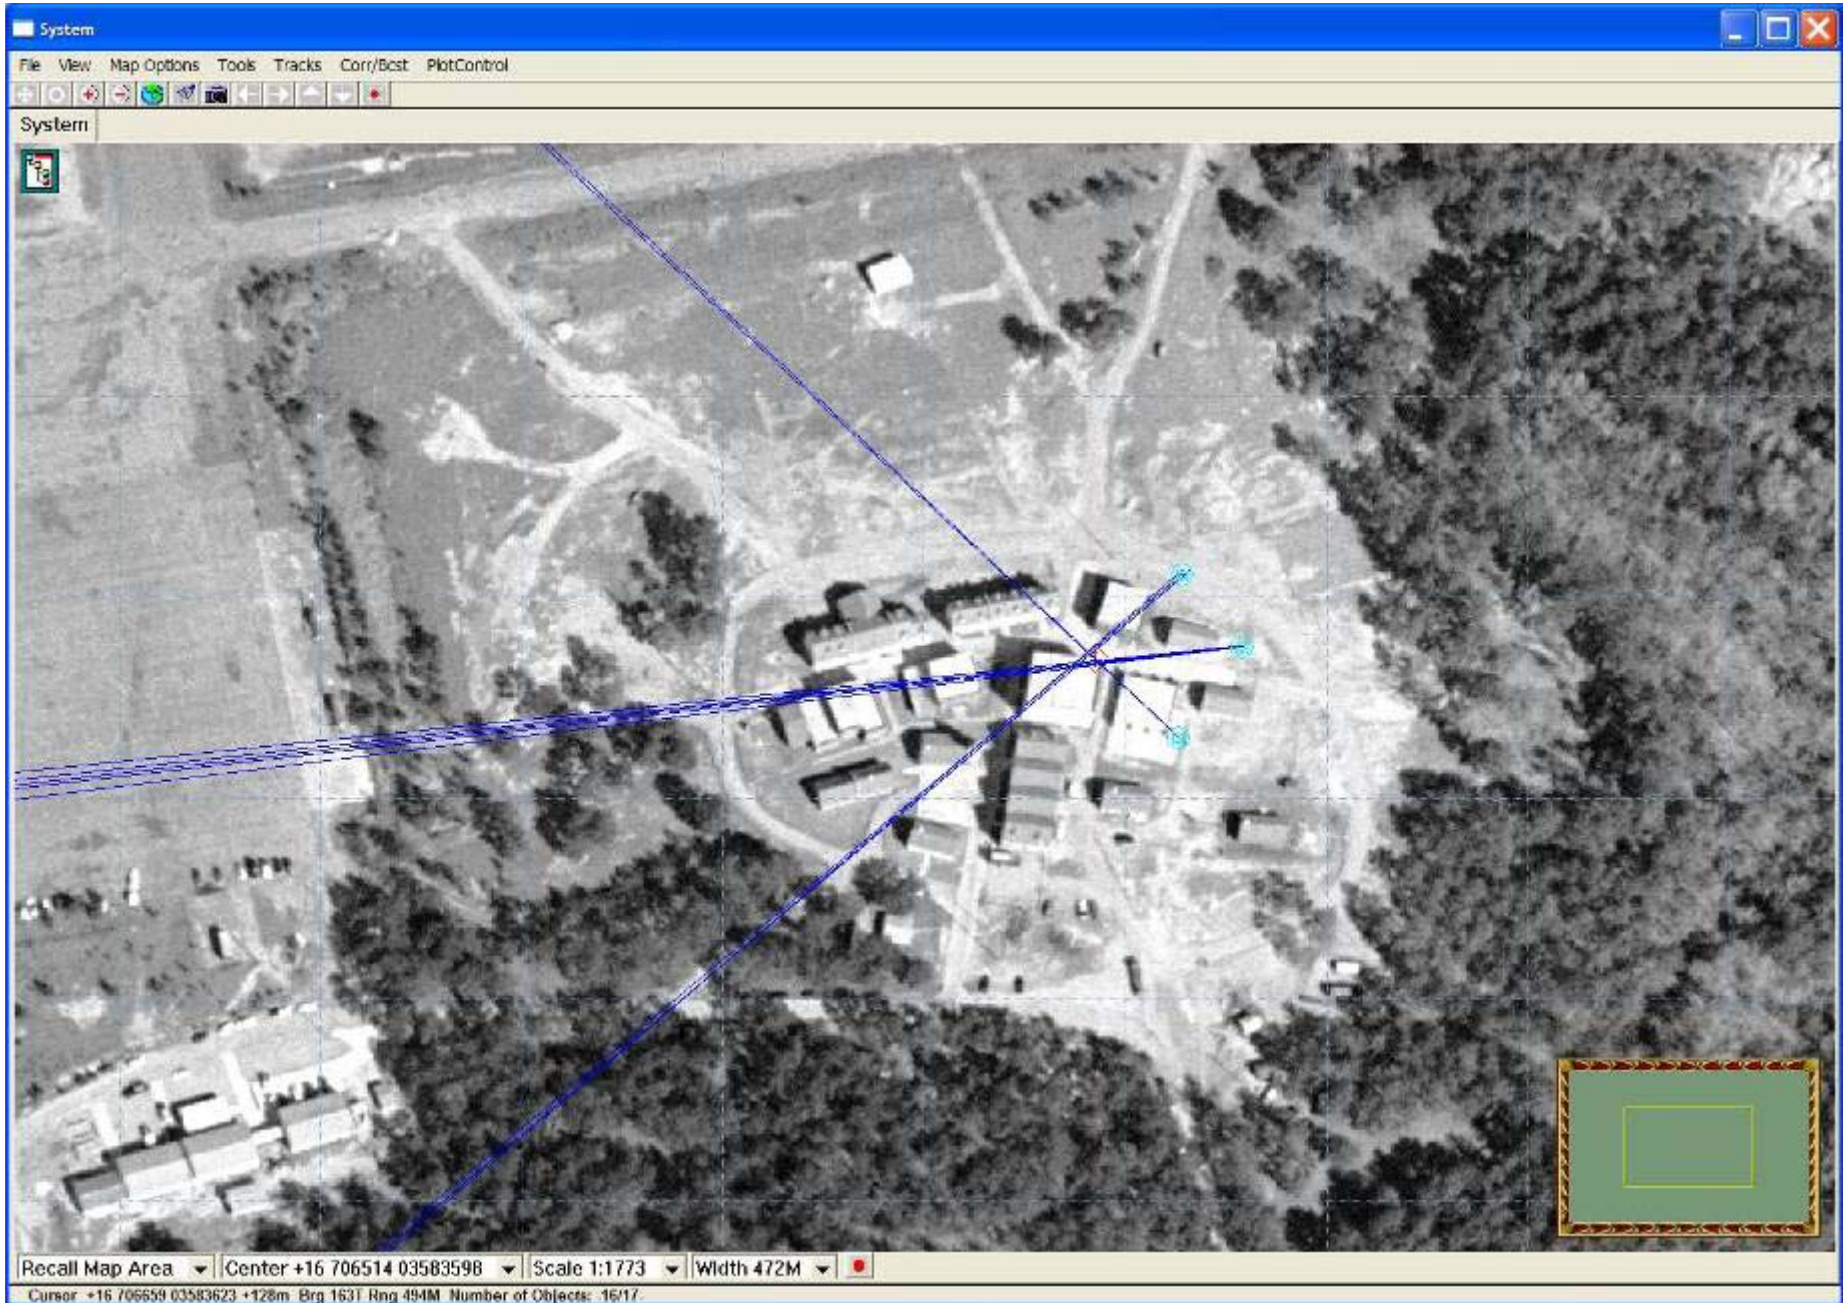 System
File View Map Options Tools Tracks Corr/Bcst PlotControl
System
Recall Map Area Center +16 706514 03583598 Scale 1:1773 Width 472M
Cursor +16 706659 03583623 +128m Brg 163T Rng 494M Number of Objects: 16/17